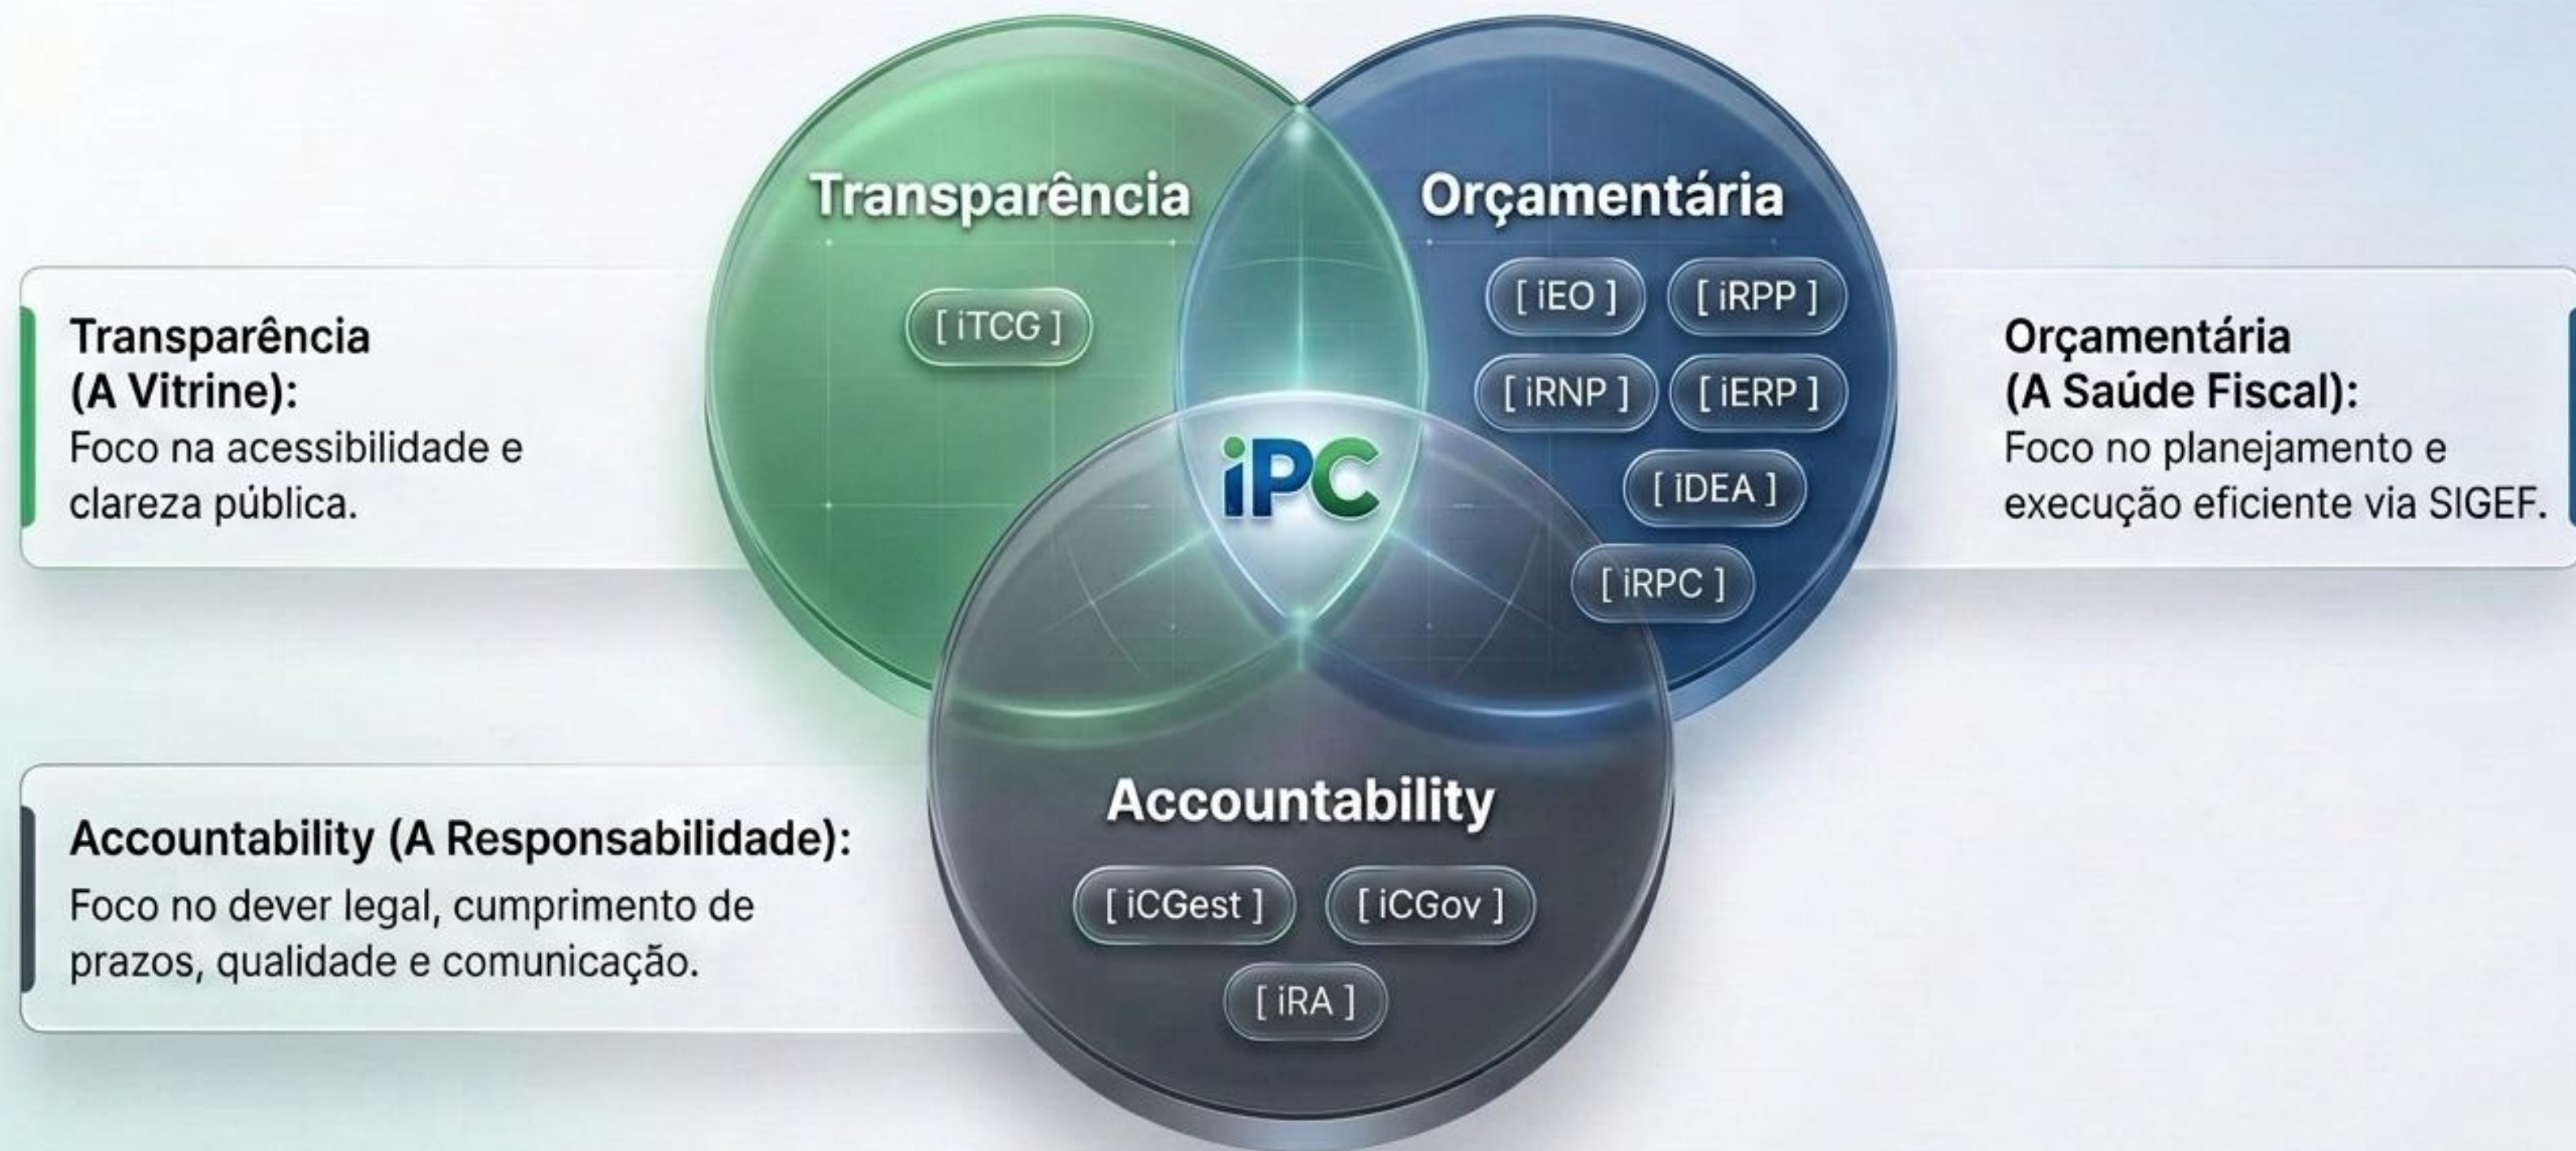 Transparência
[ iTCG ]
Orçamentária
[ iEO ] [ iRPP ]
[ iRNP ] [ iERP ]
[ iDEA ]
[ iRPC ]
iPC
Accountability
[ iCGest ] [ iCGov ]
[ iRA ]
Transparência
(A Vitrine):
Foco na acessibilidade e
clareza pública.
Orçamentária
(A Saúde Fiscal):
Foco no planejamento e
execução eficiente via SIGEF.
Accountability (A Responsabilidade):
Foco no dever legal, cumprimento de
prazos, qualidade e comunicação.